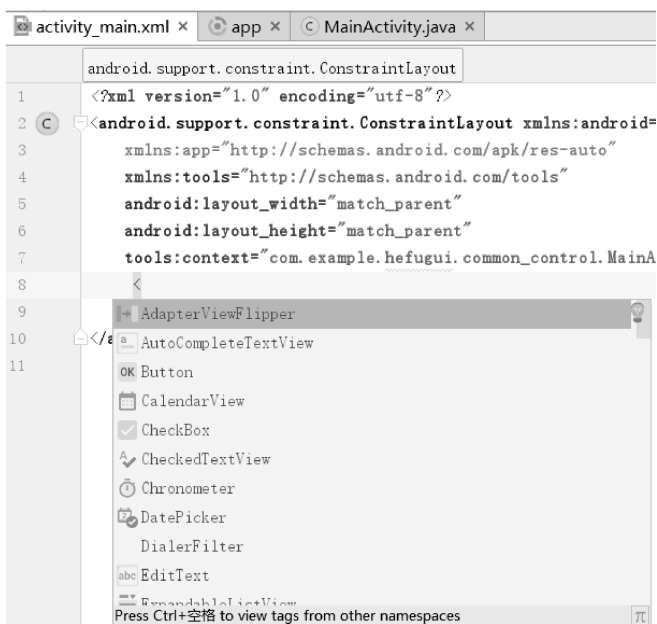 activity_main.xml × app × MainActivity.java ×
android.support.constraint.ConstraintLayout
1 <?xml version="1.0" encoding="utf-8"?>
2 C <android.support.constraint.ConstraintLayout xmlns:android=
3 xmlns:app="http://schemas.android.com/apk/res-auto"
4 xmlns:tools="http://schemas.android.com/tools"
5 android:layout_width="match_parent"
6 android:layout_height="match_parent"
7 tools:context="com.example.hefugui.common_control.MainA
8 <
9 AdapterViewFlipper
10 </a AutoCompleteTextView
11 OK Button
CalendarView
CheckBox
CheckedTextView
Chronometer
DatePicker
DialerFilter
abc EditText
ExpandableListView
Press Ctrl+空格 to view tags from other namespaces π